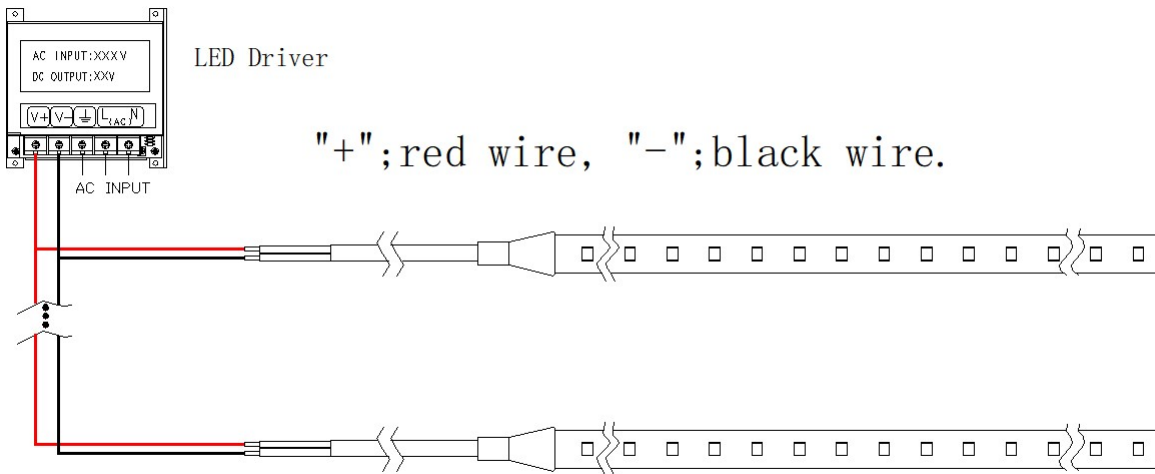 AC INPUT:XXXV
DC OUTPUT:XXV
LED Driver
V+ V- L(AC)N
"+";red wire, "-";black wire.
AC INPUT